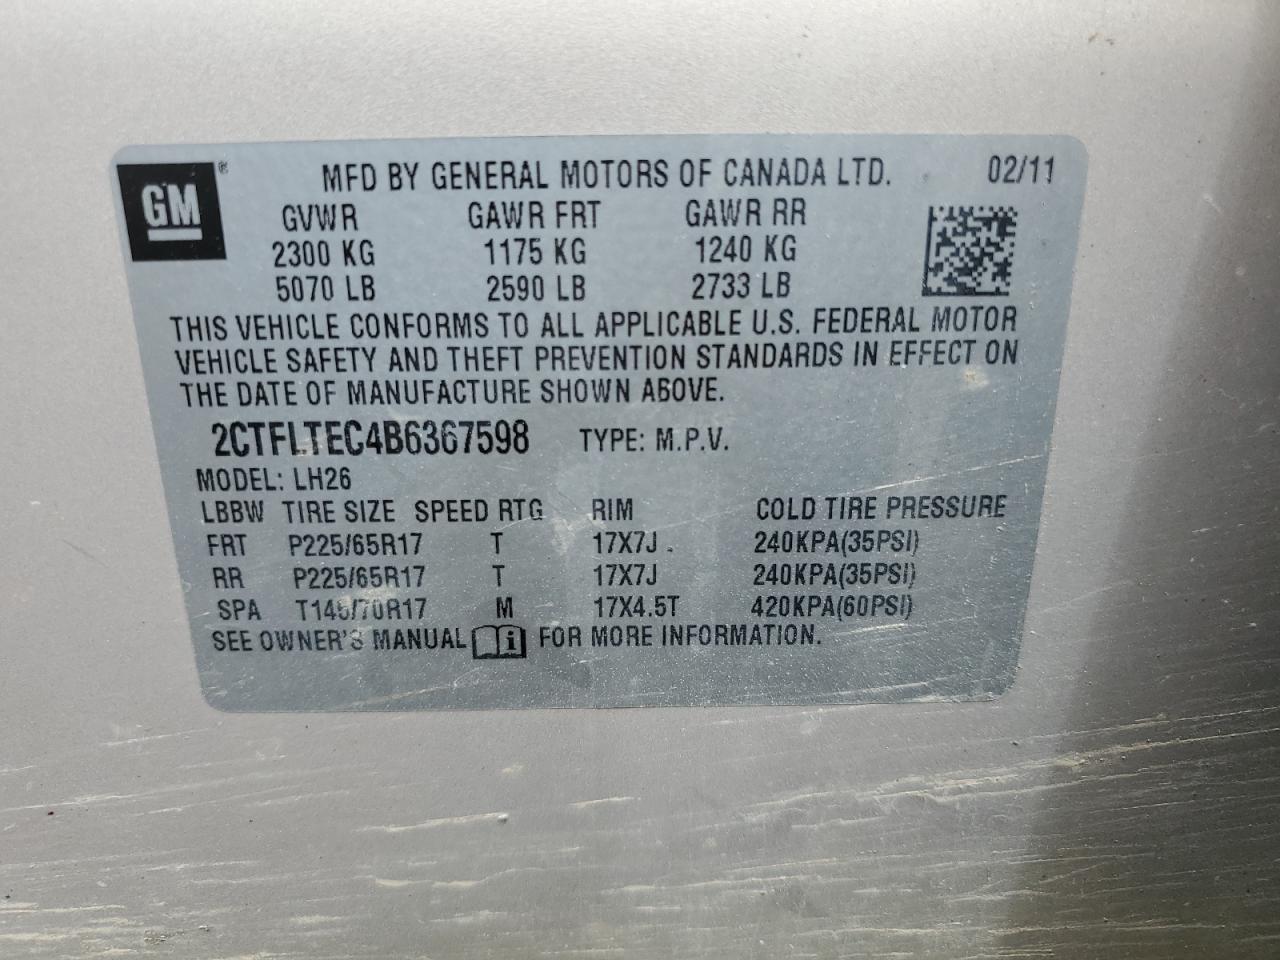 GM® MFD BY GENERAL MOTORS OF CANADA LTD. 02/11
GVWR GAWR FRT GAWR RR
2300 KG 1175 KG 1240 KG
5070 LB 2590 LB 2733 LB
THIS VEHICLE CONFORMS TO ALL APPLICABLE U.S. FEDERAL MOTOR
VEHICLE SAFETY AND THEFT PREVENTION STANDARDS IN EFFECT ON
THE DATE OF MANUFACTURE SHOWN ABOVE.
2CTFLTEC4B6367598 TYPE: M.P.V.
MODEL: LH26
LBBW TIRE SIZE SPEED RTG RIM COLD TIRE PRESSURE
FRT P225/65R17 T 17X7J 240KPA(35PSI)
RR P225/65R17 T 17X7J 240KPA(35PSI)
SPA T145/70R17 M 17X4.5T 420KPA(60PSI)
SEE OWNER'S MANUAL i FOR MORE INFORMATION.